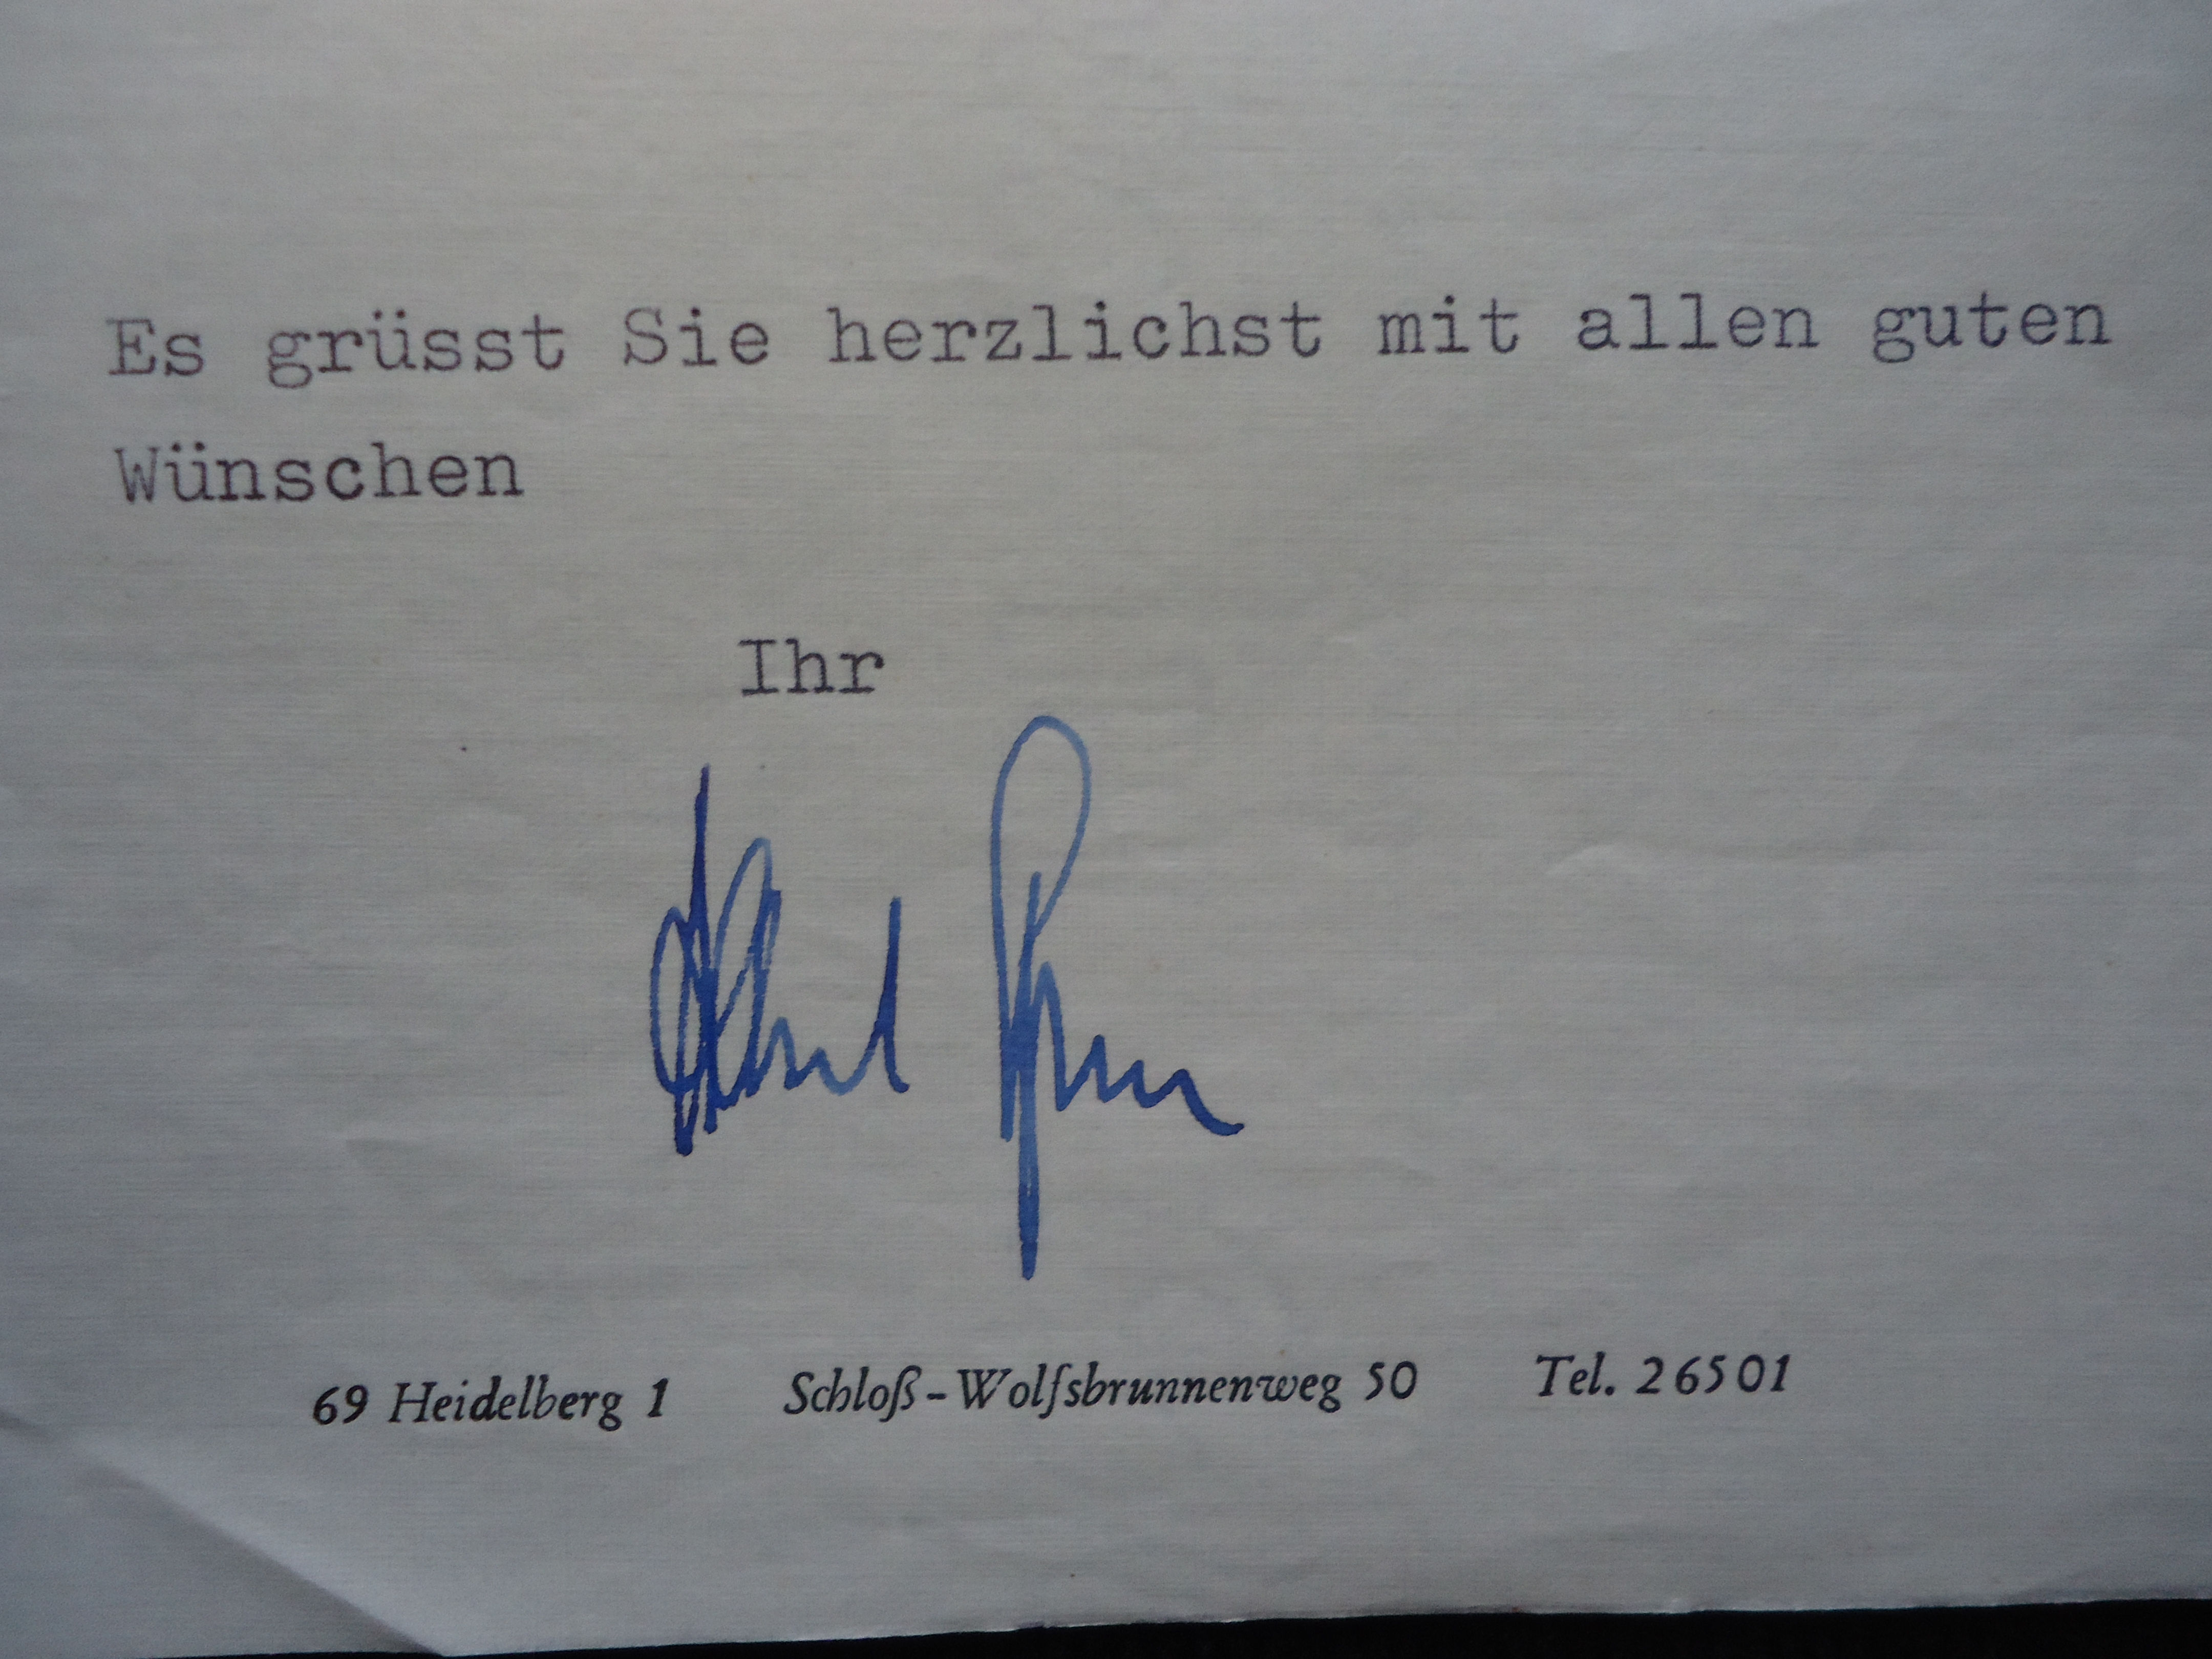 Es grüsst Sie herzlichst mit allen guten
Wünschen
Ihr
69 Heidelberg 1 Schloß-Wolfsbrunnenweg 50 Tel. 26501